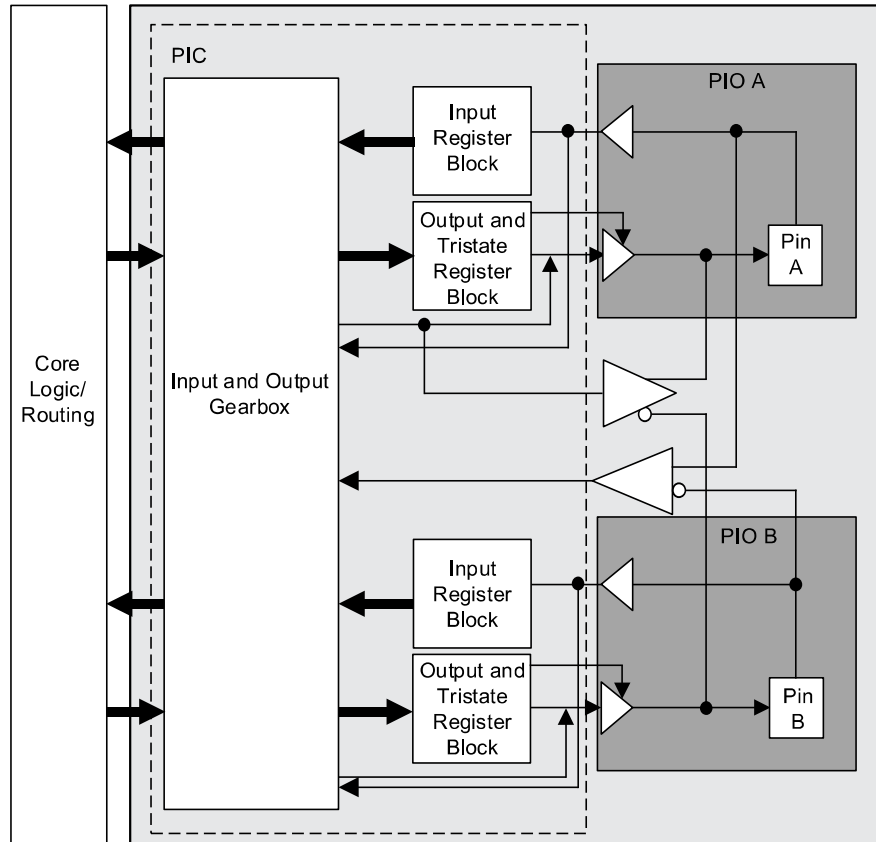 PIC
PIO A
Input
Register
Block
Output and
Tristate
Register
Block
Pin
A
Core
Logic/
Routing
Input and Output
Gearbox
PIO B
Input
Register
Block
Output and
Tristate
Register
Block
Pin
B